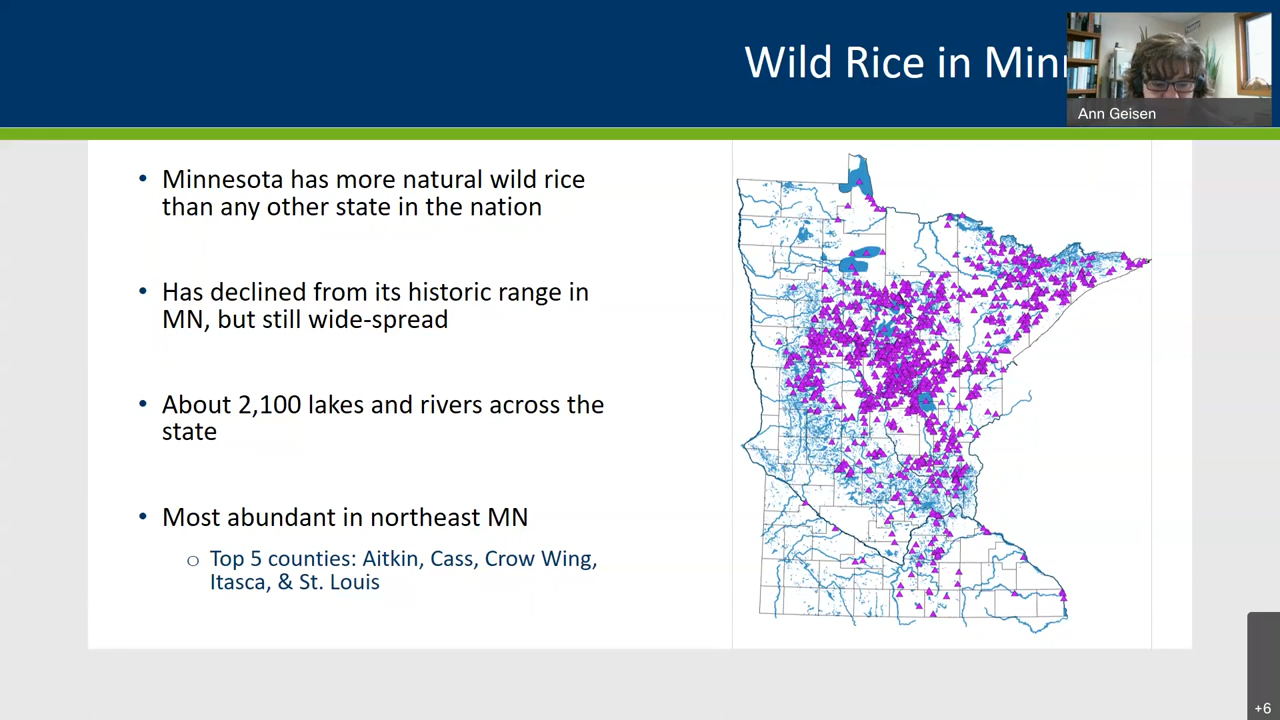 Wild Rice in Min
Ann Geisen
• Minnesota has more natural wild rice
than any other state in the nation
• Has declined from its historic range in
MN, but still wide-spread
• About 2,100 lakes and rivers across the
state
• Most abundant in northeast MN
o Top 5 counties: Aitkin, Cass, Crow Wing,
Itasca, & St. Louis
+6